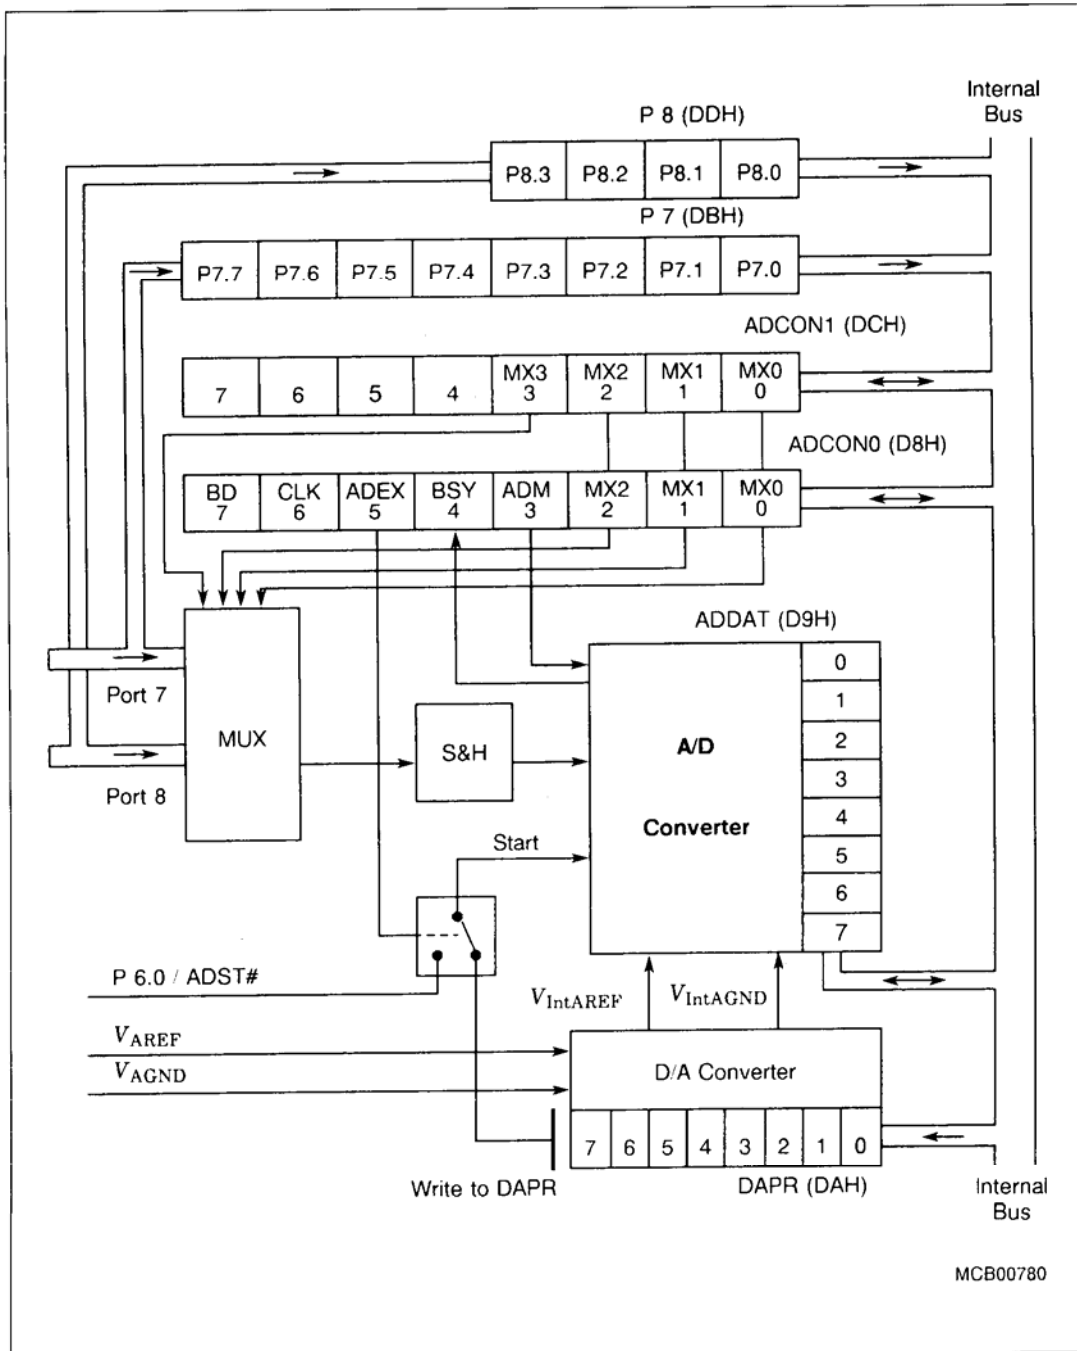 Internal
Bus
P 8 (DDH)
P8.3 P8.2 P8.1 P8.0
P 7 (DBH)
P7.7 P7.6 P7.5 P7.4 P7.3 P7.2 P7.1 P7.0
ADCON1 (DCH)
MX3 MX2 MX1 MX0
7 6 5 4 3 2 1 0
ADCON0 (D8H)
BD CLK ADEX BSY ADM MX2 MX1 MX0
7 6 5 4 3 2 1 0
ADDAT (D9H)
0
1
2
3
4
5
6
7
Port 7
MUX
S&H
A/D
Converter
Port 8
Start
P 6.0 / ADST#
VIntAREF VIntAGND
VAREF
VAGND
D/A Converter
7 6 5 4 3 2 1 0
Write to DAPR
DAPR (DAH)
Internal
Bus
MCB00780